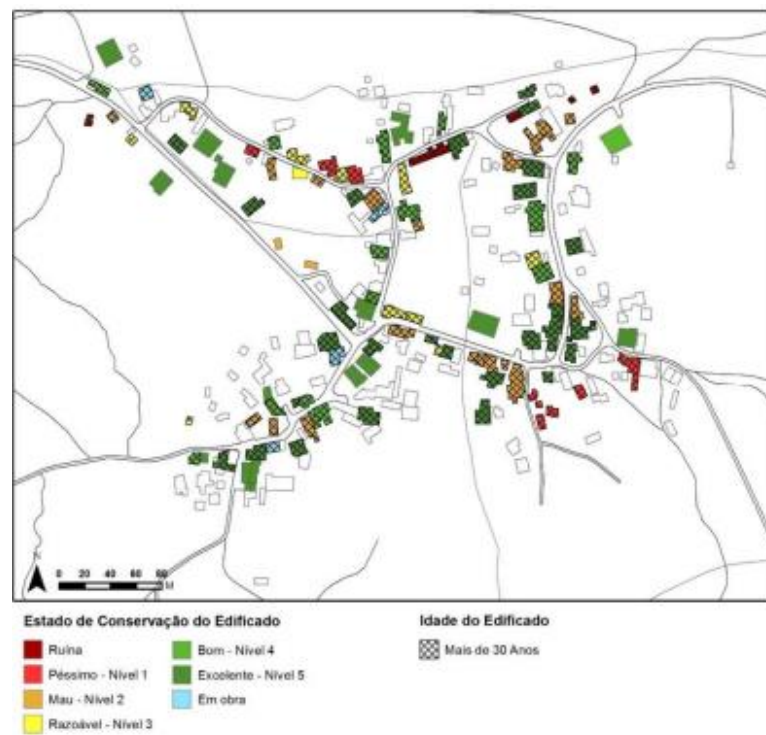 N
0 20 40 60 80
M
Estado de Conservação do Edificado
Ruína
Péssimo - Nível 1
Mau - Nível 2
Razoável - Nível 3
Bom - Nível 4
Excelente - Nível 5
Em obra
Idade do Edificado
Mais de 30 Anos